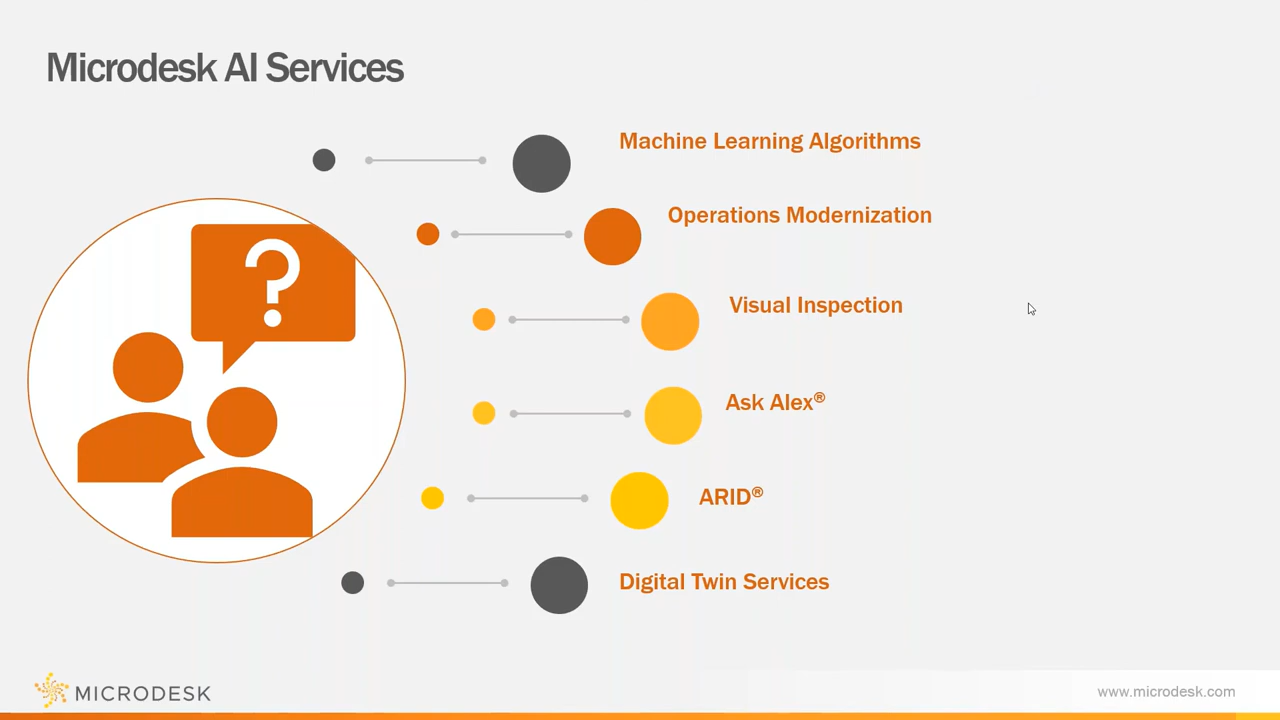 Microdesk AI Services
Machine Learning Algorithms
Operations Modernization
?
Visual Inspection
Ask Alex®
ARID®
Digital Twin Services
MICRODESK
www.microdesk.com